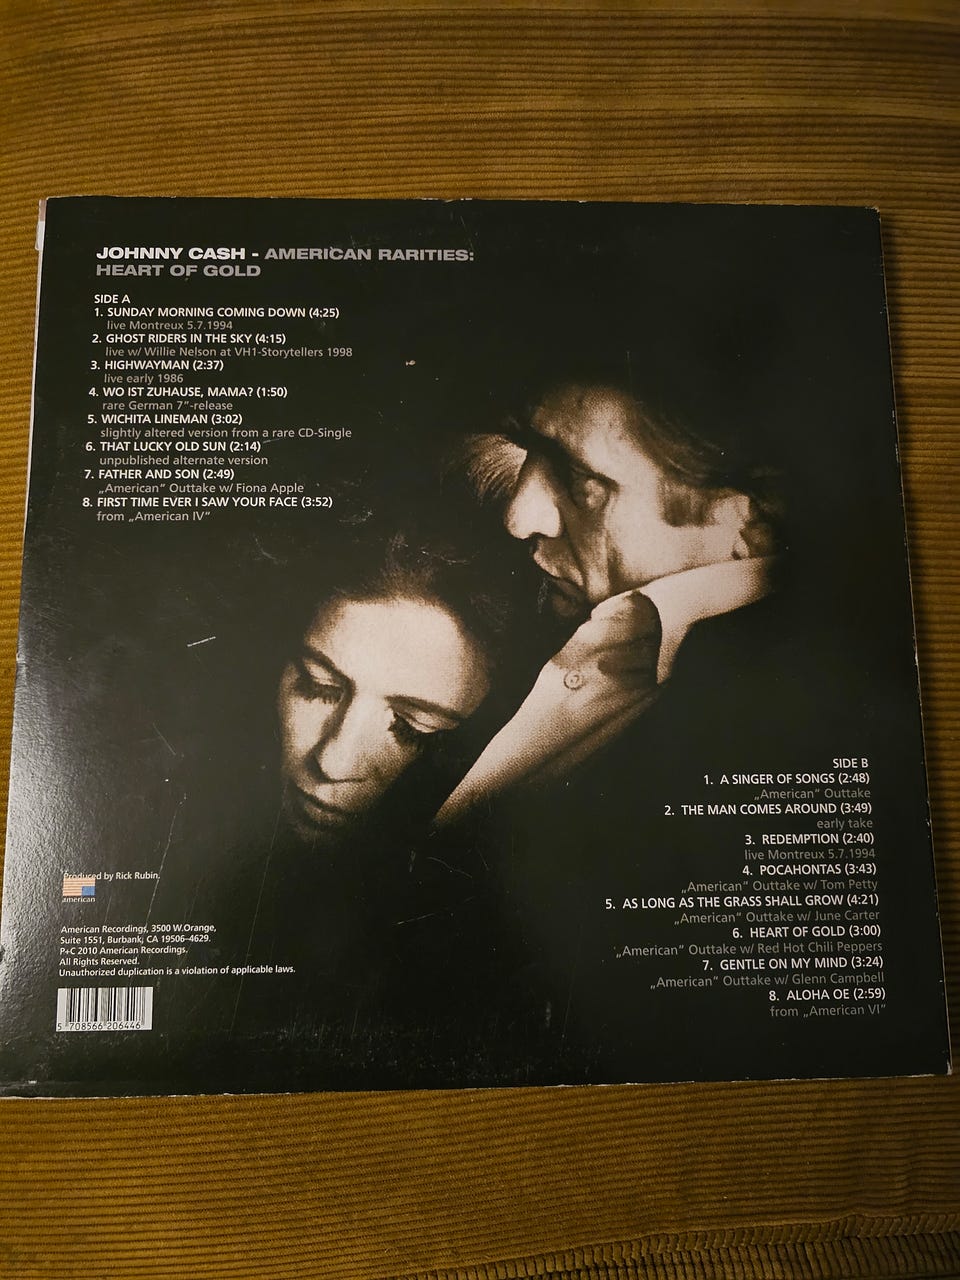 JOHNNY CASH - AMERICAN RARITIES:
HEART OF GOLD
SIDE A
1. SUNDAY MORNING COMING DOWN (4:25)
live Montreux 5.7.1994
2. GHOST RIDERS IN THE SKY (4:15)
live w/ Willie Nelson at VH1-Storytellers 1998
3. HIGHWAYMAN (2:37)
live early 1986
4. WO IST ZUHAUSE, MAMA? (1:50)
rare German 7"-release
5. WICHITA LINEMAN (3:02)
slightly altered version from a rare CD-Single
6. THAT LUCKY OLD SUN (2:14)
unpublished alternate version
7. FATHER AND SON (2:49)
„American“ Outtake w/ Fiona Apple
8. FIRST TIME EVER I SAW YOUR FACE (3:52)
from „American IV“
SIDE B
1. A SINGER OF SONGS (2:48)
„American“ Outtake
2. THE MAN COMES AROUND (3:49)
early take
3. REDEMPTION (2:40)
live Montreux 5.7.1994
4. POCAHONTAS (3:43)
„American“ Outtake w/ Tom Petty
5. AS LONG AS THE GRASS SHALL GROW (4:21)
„American“ Outtake w/ June Carter
6. HEART OF GOLD (3:00)
„American“ Outtake w/ Red Hot Chili Peppers
7. GENTLE ON MY MIND (3:24)
„American“ Outtake w/ Glenn Campbell
8. ALOHA OE (2:59)
from „American VI“
Produced by Rick Rubin.
american
American Recordings, 3500 W.Orange,
Suite 1551, Burbank, CA 19506-4629.
P+C 2010 American Recordings.
All Rights Reserved.
Unauthorized duplication is a violation of applicable laws.
5 708566 206446